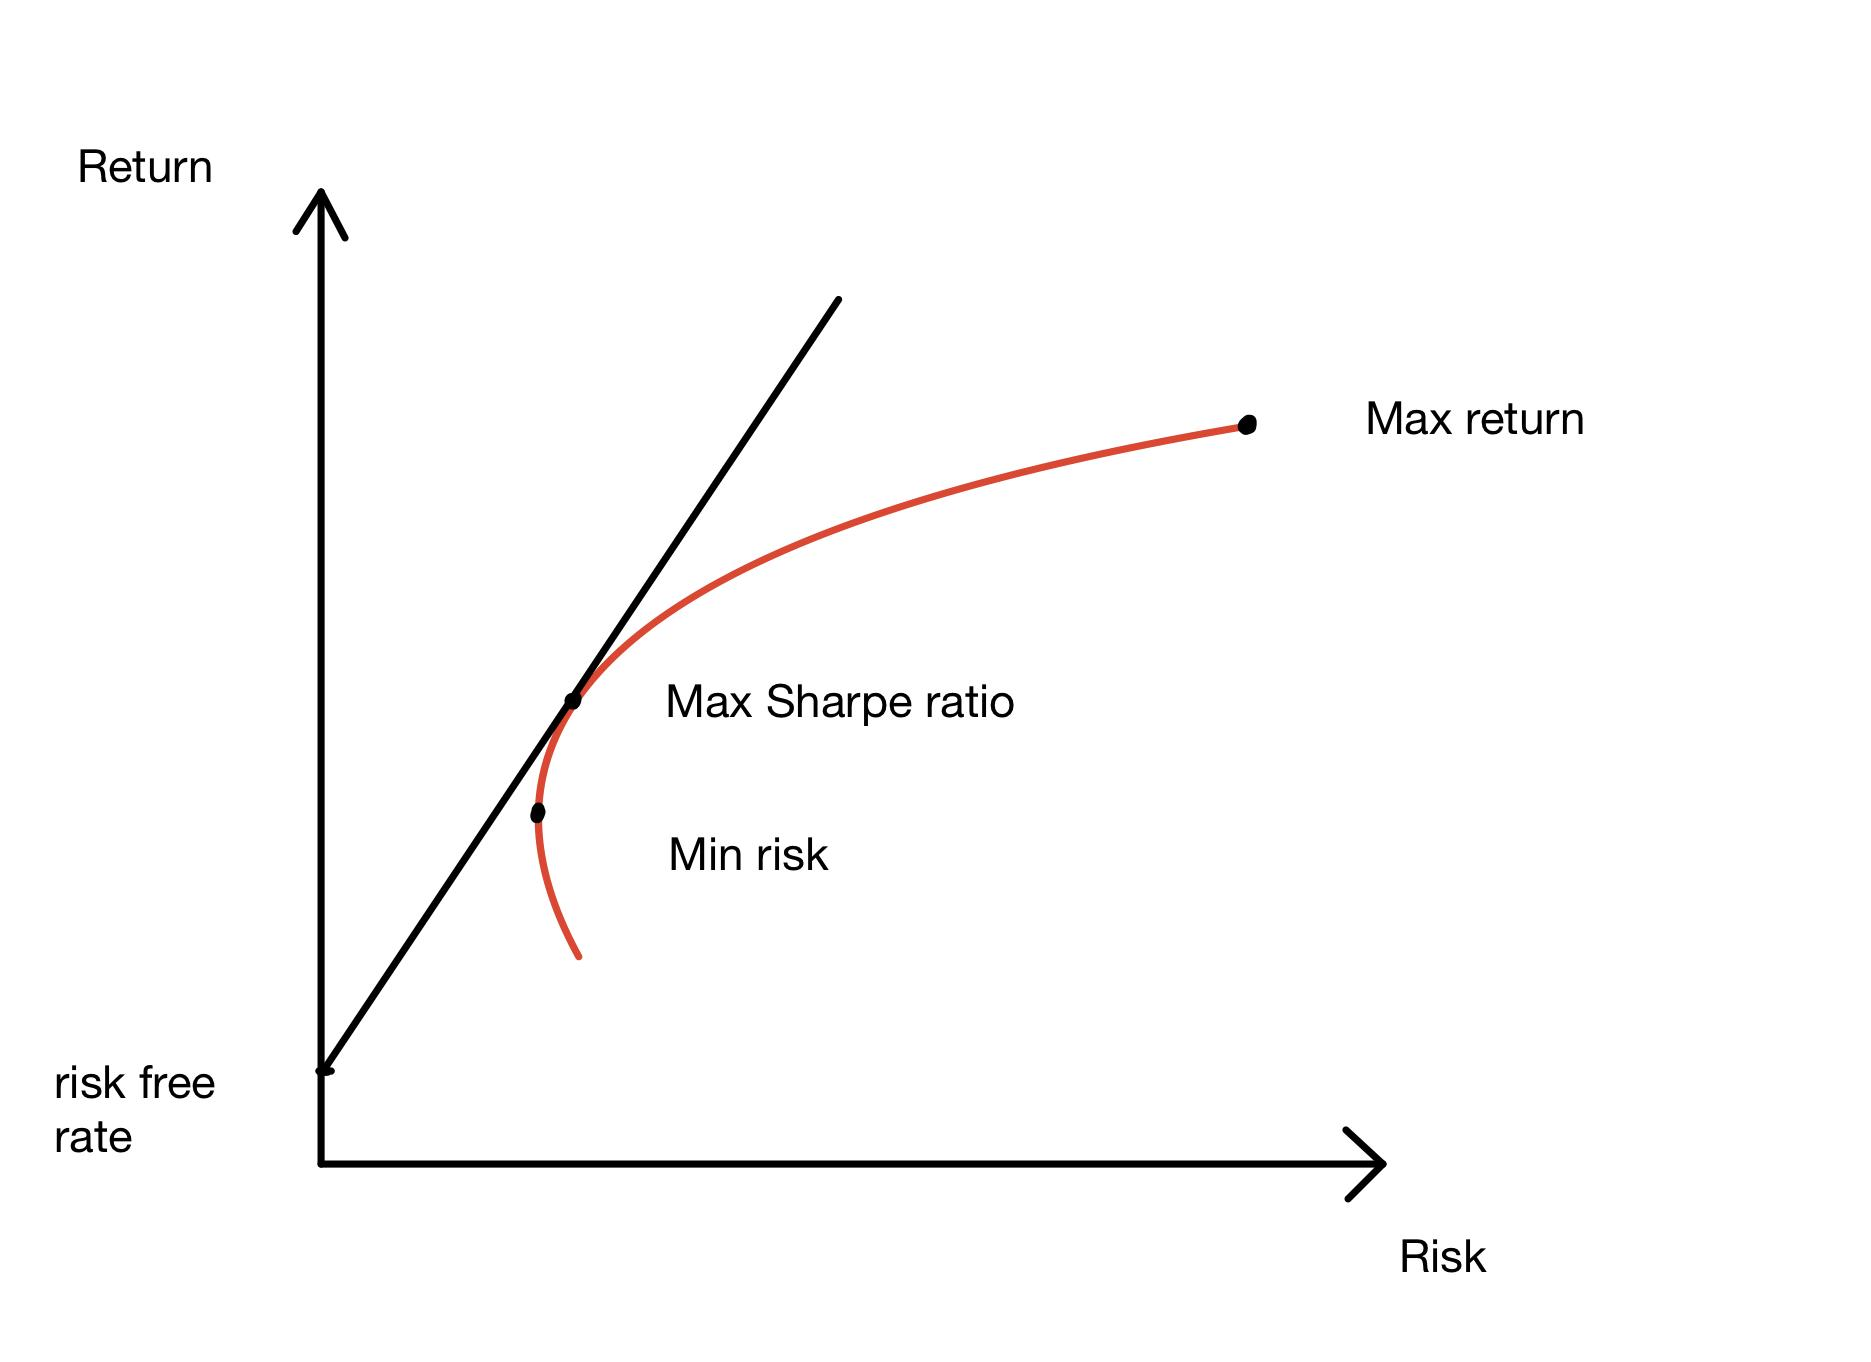 Return
Max return
Max Sharpe ratio
Min risk
risk free
rate
Risk